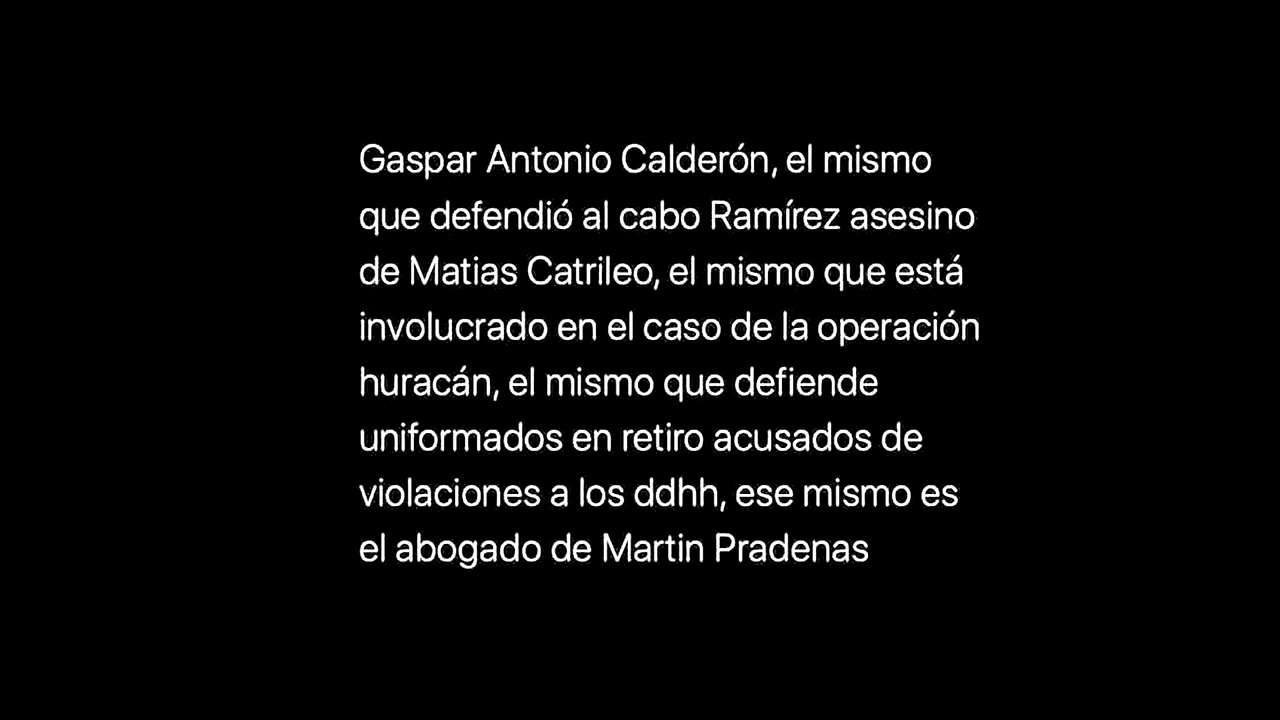 Gaspar Antonio Calderón, el mismo
que defendió al cabo Ramírez asesino
de Matias Catrileo, el mismo que está
involucrado en el caso de la operación
huracán, el mismo que defiende
uniformados en retiro acusados de
violaciones a los ddhh, ese mismo es
el abogado de Martin Pradenas